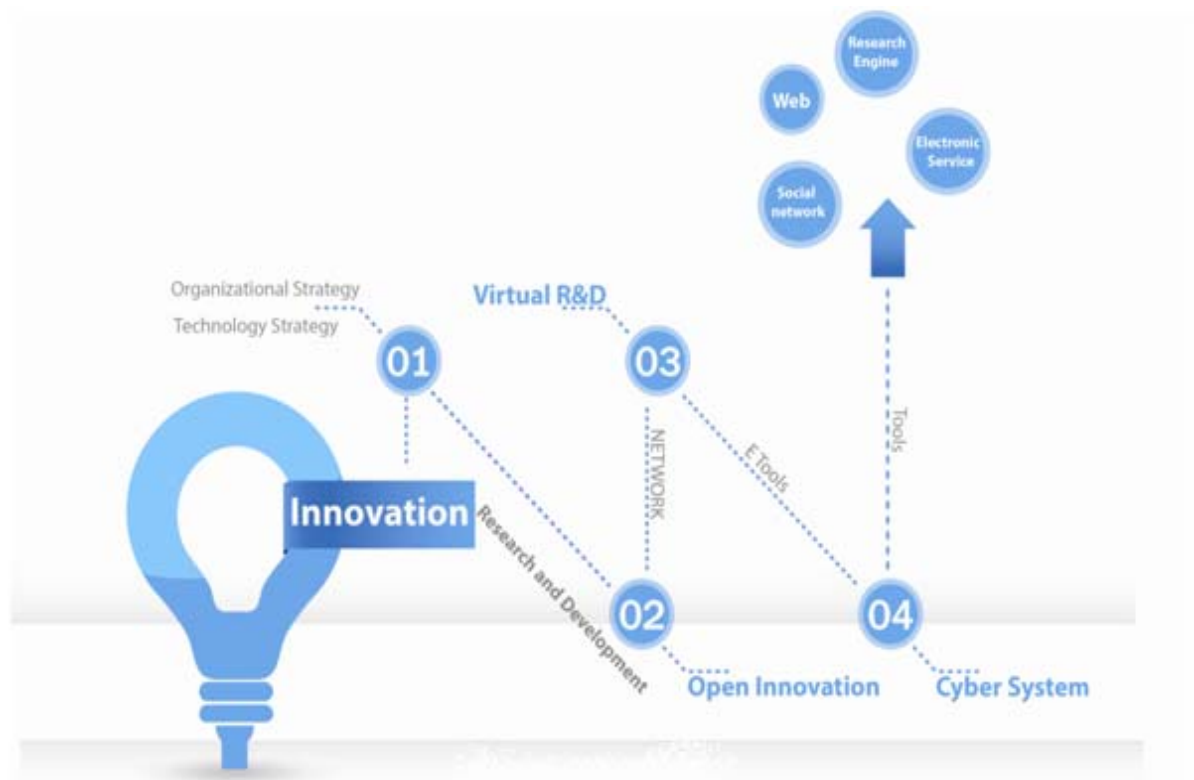 Research
Engine
Web
Electronic
Service
Social
network
Organizational Strategy
Technology Strategy
Virtual R&D
01
03
NETWORK
E Tools
Tools
Innovation
Research and Development
02
04
Open Innovation
Cyber System